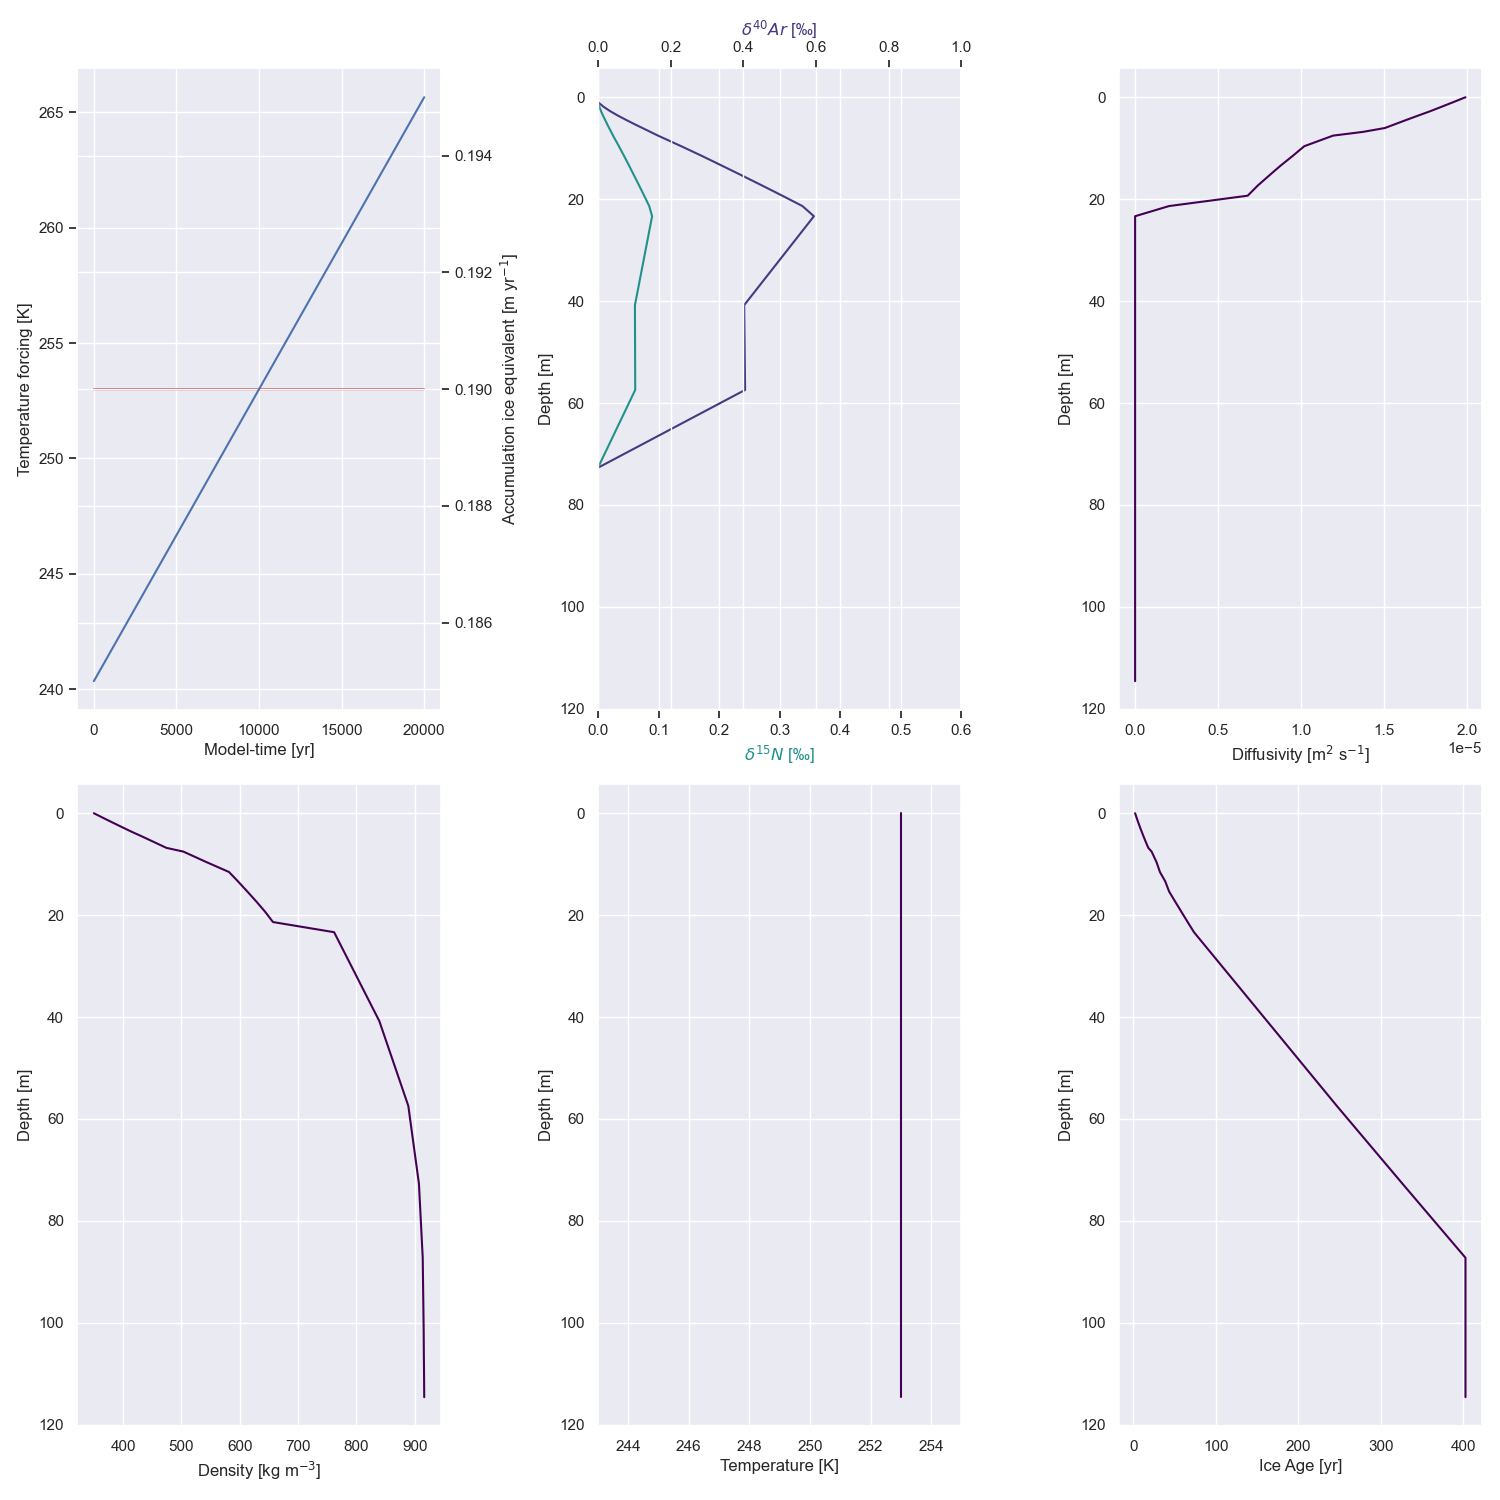 δ⁴⁰Ar [‰]
0.0 0.2 0.4 0.6 0.8 1.0
Temperature forcing [K]
265
260
255
250
245
240
0 5000 10000 15000 20000
Model-time [yr]
0.194
0.192
0.190
0.188
0.186
Accumulation ice equivalent [m yr⁻¹]
Depth [m]
0
20
40
60
80
100
120
0.0 0.1 0.2 0.3 0.4 0.5 0.6
δ¹⁵N [‰]
Depth [m]
0
20
40
60
80
100
120
0.0 0.5 1.0 1.5 2.0
1e−5
Diffusivity [m² s⁻¹]
Depth [m]
0
20
40
60
80
100
120
400 500 600 700 800 900
Density [kg m⁻³]
Depth [m]
0
20
40
60
80
100
120
244 246 248 250 252 254
Temperature [K]
Depth [m]
0
20
40
60
80
100
120
0 100 200 300 400
Ice Age [yr]